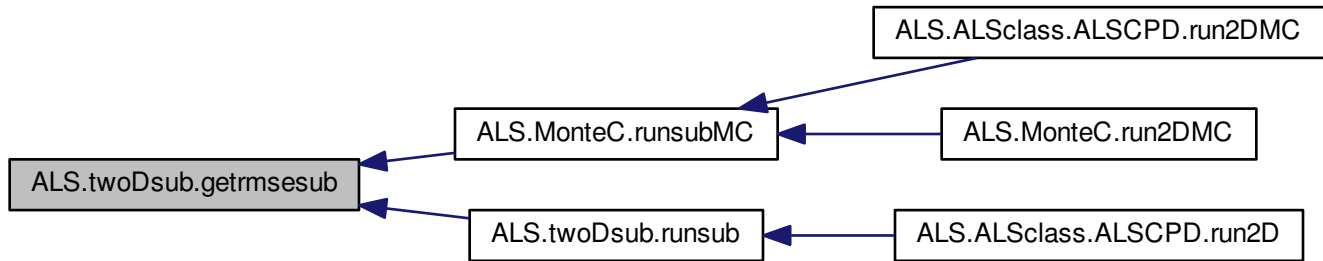 ALS.ALSclass.ALSCPD.run2DMC
ALS.MonteC.runsubMC
ALS.MonteC.run2DMC
ALS.twoDsub.getrmsesub
ALS.twoDsub.runsub
ALS.ALSclass.ALSCPD.run2D